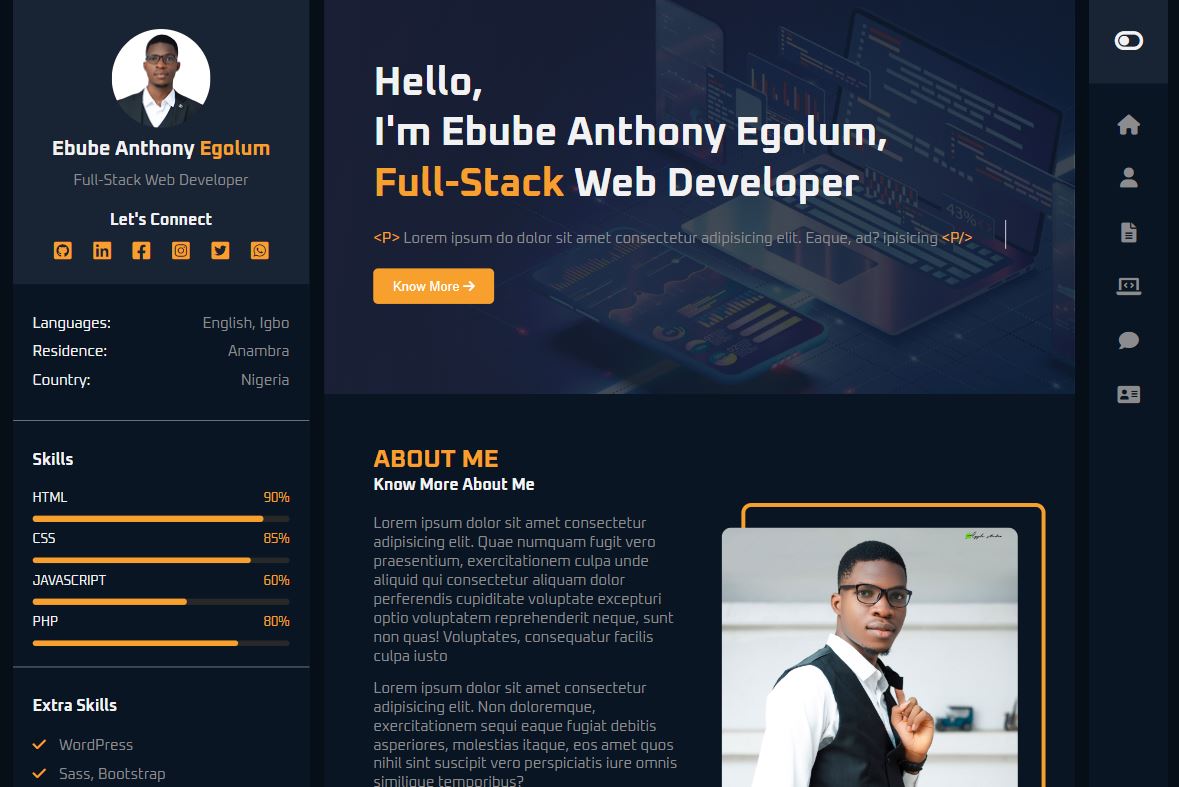 Ebube Anthony Egolum
Full-Stack Web Developer
Let's Connect
Languages: English, Igbo
Residence: Anambra
Country: Nigeria
Skills
HTML 90%
CSS 85%
JAVASCRIPT 60%
PHP 80%
Extra Skills
WordPress
Sass, Bootstrap
Hello,
I'm Ebube Anthony Egolum,
Full-Stack Web Developer
<P> Lorem ipsum do dolor sit amet consectetur adipisicing elit. Eaque, ad? ipisicing <P/>
Know More
43%
ABOUT ME
Know More About Me
Lorem ipsum dolor sit amet consectetur
adipisicing elit. Quae numquam fugit vero
praesentium, exercitationem culpa unde
aliquid qui consectetur aliquam dolor
perferendis cupiditate voluptate excepturi
optio voluptatem reprehenderit neque, sunt
non quas! Voluptates, consequatur facilis
culpa iusto
Lorem ipsum dolor sit amet consectetur
adipisicing elit. Non doloremque,
exercitationem sequi eaque fugiat debitis
asperiores, molestias itaque, eos amet quos
nihil sint suscipit vero perspiciatis iure omnis
similique temporibus?